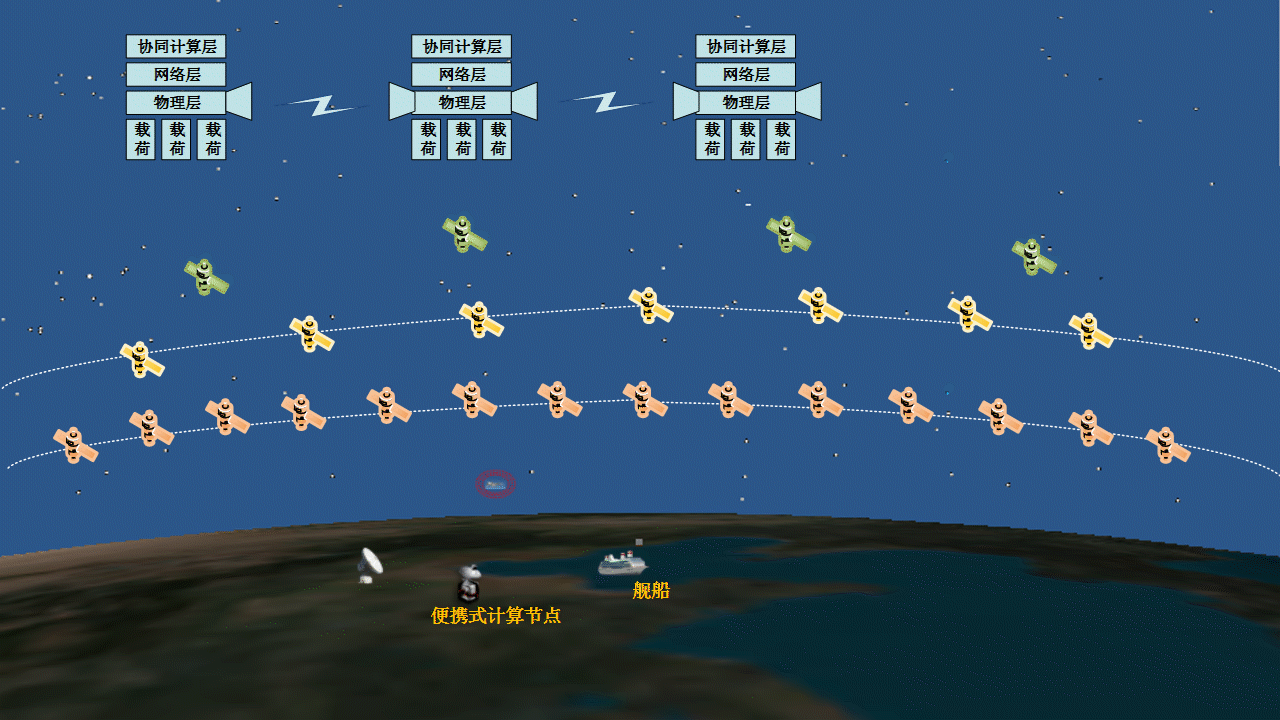 协同计算层 协同计算层 协同计算层
网络层 网络层 网络层
物理层 物理层 物理层
载荷 载荷 载荷 载荷 载荷 载荷 载荷 载荷 载荷
舰船
便携式计算节点